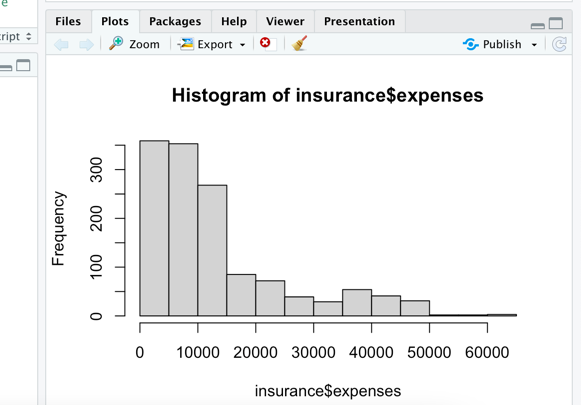 Files Plots Packages Help Viewer Presentation
Zoom Export Publish
Histogram of insurance$expenses
Frequency
300
200
100
0
0 10000 20000 30000 40000 50000 60000
insurance$expenses